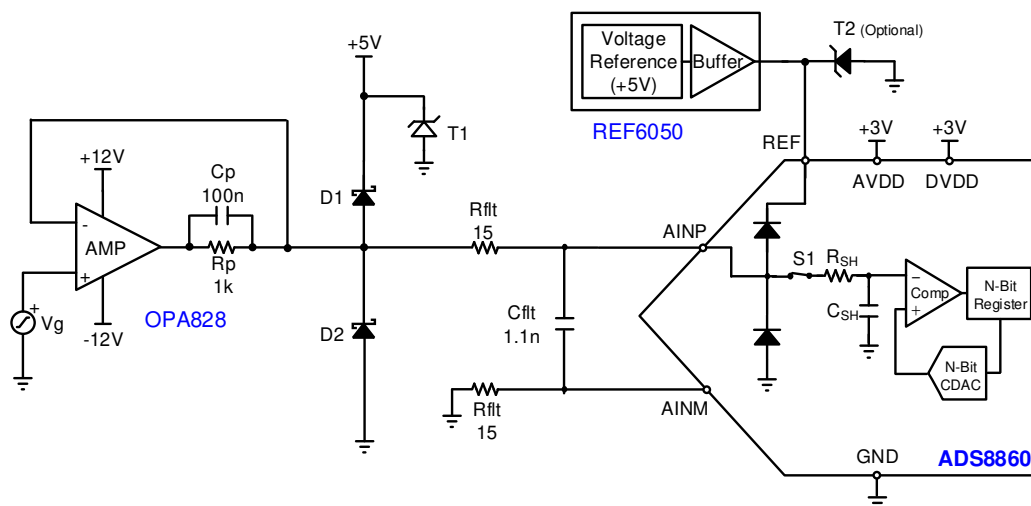 T2 (Optional)
Voltage
Reference
(+5V)
Buffer
REF6050
+5V
T1
REF
+3V
+3V
AVDD
DVDD
+12V
Cp
100n
D1
-
AMP
+
Rp
1k
Rflt
15
AINP
S1
RSH
CSH
-
Comp
+
N-Bit
Register
OPA828
+
Vg
-12V
D2
Cflt
1.1n
N-Bit
CDAC
Rflt
15
AINM
GND
ADS8860